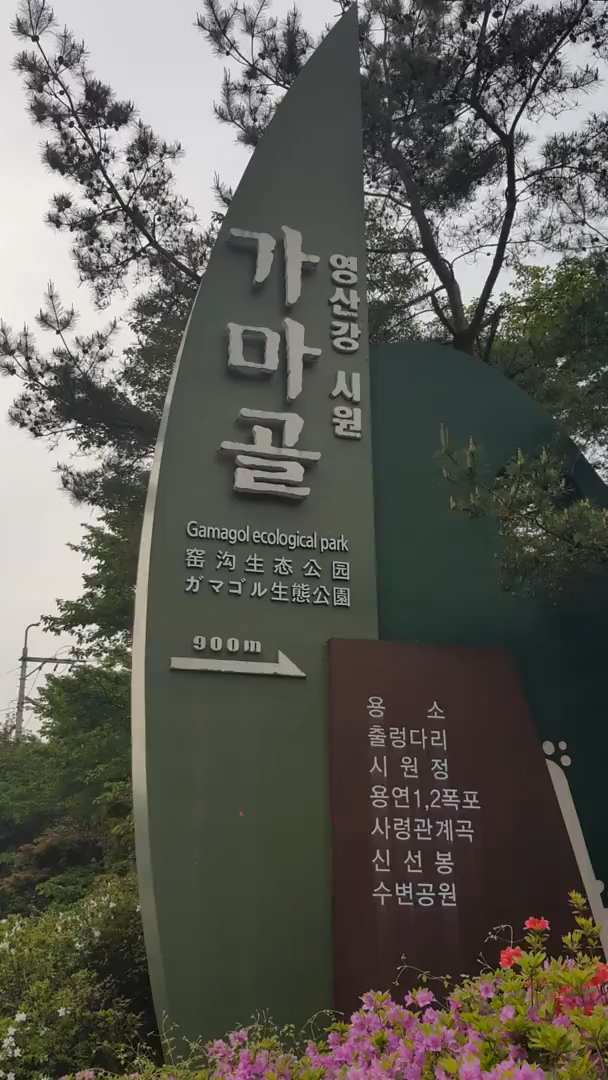 영산강 시원
가마골
Gamagol ecological park
窑沟生态公园
ガマゴル生態公園
900m
용 소
출렁다리
시 원 정
용연1,2폭포
사령관계곡
신 선 봉
수변공원